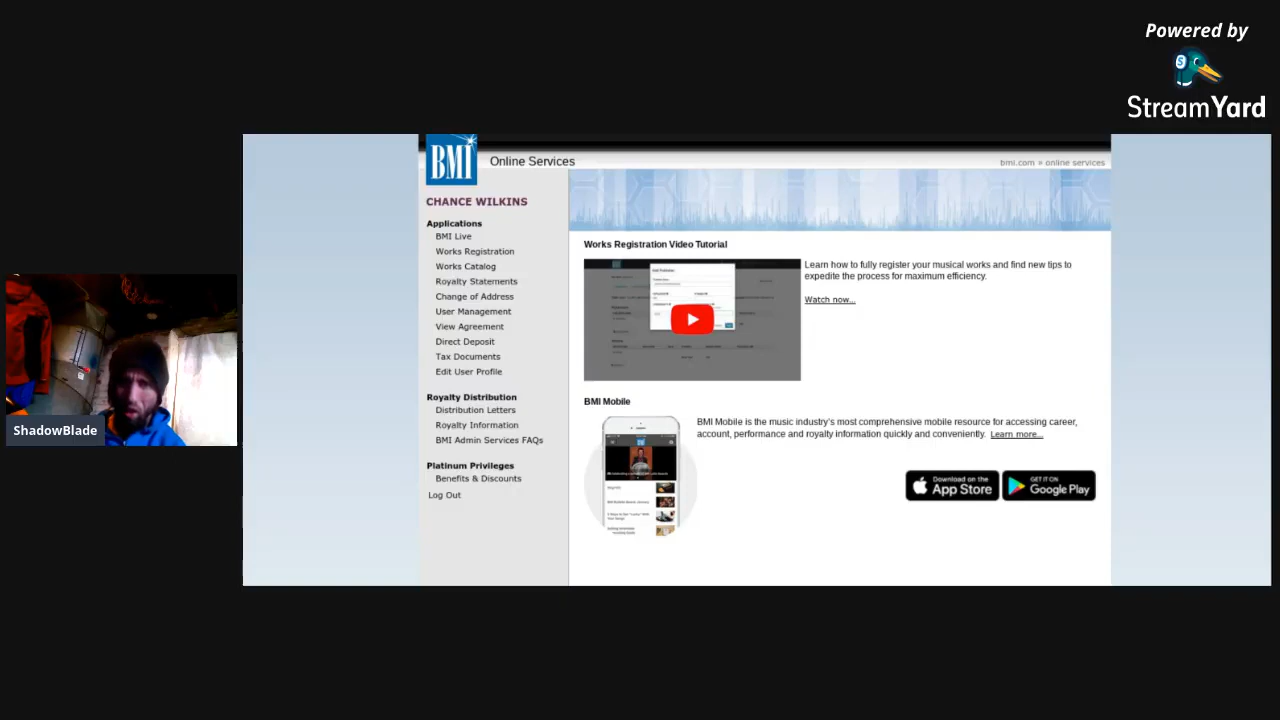 Powered by
StreamYard
BMI
Online Services
bmi.com » online services
CHANCE WILKINS
Applications
BMI Live
Works Registration
Works Catalog
Royalty Statements
Change of Address
User Management
View Agreement
Direct Deposit
Tax Documents
Edit User Profile
Royalty Distribution
Distribution Letters
Royalty Information
BMI Admin Services FAQs
Platinum Privileges
Benefits & Discounts
Log Out
Works Registration Video Tutorial
Learn how to fully register your musical works and find new tips to
expedite the process for maximum efficiency.
Watch now...
BMI Mobile
BMI Mobile is the music industry's most comprehensive mobile resource for accessing career,
account, performance and royalty information quickly and conveniently. Learn more...
Download on the
App Store
GET IT ON
Google Play
ShadowBlade